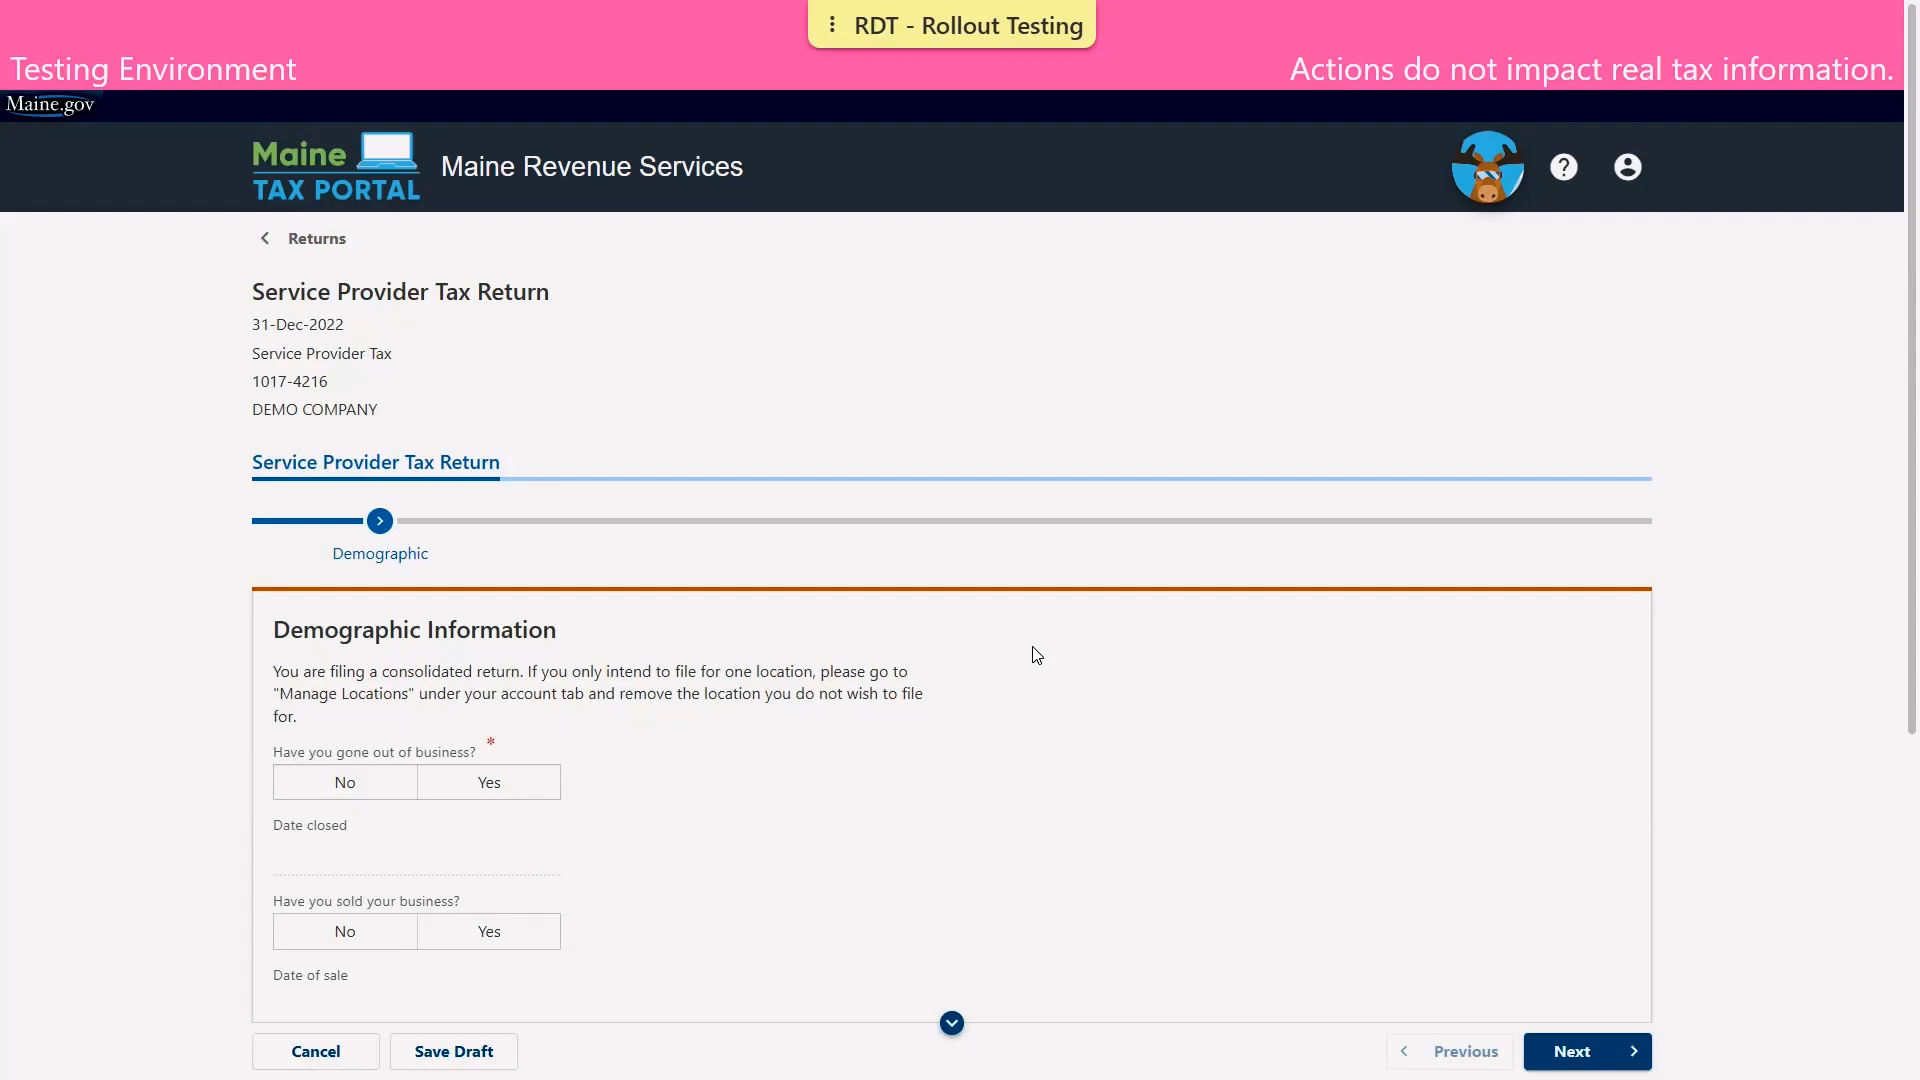 RDT - Rollout Testing
Testing Environment
Actions do not impact real tax information.
Maine.gov
Maine
TAX PORTAL
Maine Revenue Services
?
Returns
Service Provider Tax Return
31-Dec-2022
Service Provider Tax
1017-4216
DEMO COMPANY
Service Provider Tax Return
Demographic
Demographic Information
You are filing a consolidated return. If you only intend to file for one location, please go to
"Manage Locations" under your account tab and remove the location you do not wish to file
for.
Have you gone out of business? *
No Yes
Date closed
Have you sold your business?
No Yes
Date of sale
Cancel Save Draft Previous Next